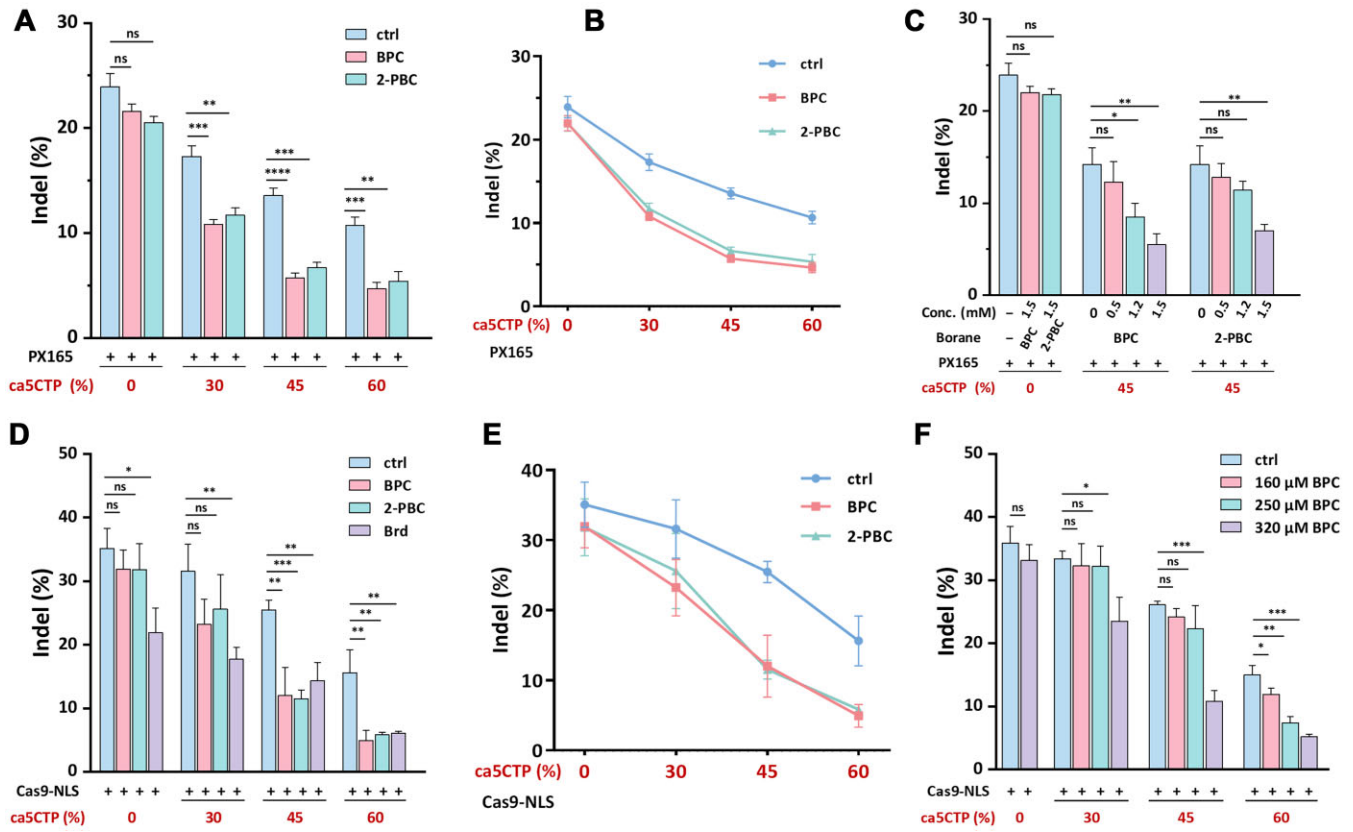 A
Indel (%)
30
20
10
0
ctrl
BPC
2-PBC
ns
ns
**
***
***
****
**
***
PX165 + + + + + + + + + + + +
ca5CTP (%) 0 30 45 60
B
Indel (%)
30
20
10
0
ctrl
BPC
2-PBC
ca5CTP (%) 0 30 45 60
PX165
C
Indel (%)
30
20
10
0
ns
ns
**
*
ns
**
ns
ns
Conc. (mM) – 1.5 1.5 0 0.5 1.2 1.5 0 0.5 1.2 1.5
Borane – BPC 2-PBC BPC 2-PBC
PX165 + + + + + + + + + + +
ca5CTP (%) 0 45 45
D
Indel (%)
50
40
30
20
10
0
ctrl
BPC
2-PBC
Brd
*
ns
ns
**
ns
ns
**
***
**
**
**
**
Cas9-NLS + + + + + + + + + + + + + + + +
ca5CTP (%) 0 30 45 60
E
Indel (%)
40
30
20
10
0
ctrl
BPC
2-PBC
ca5CTP (%) 0 30 45 60
Cas9-NLS
F
Indel (%)
50
40
30
20
10
0
ctrl
160 μM BPC
250 μM BPC
320 μM BPC
ns
*
ns
ns
***
ns
ns
***
**
*
Cas9-NLS + + + + + + + + + + + + + +
ca5CTP (%) 0 30 45 60